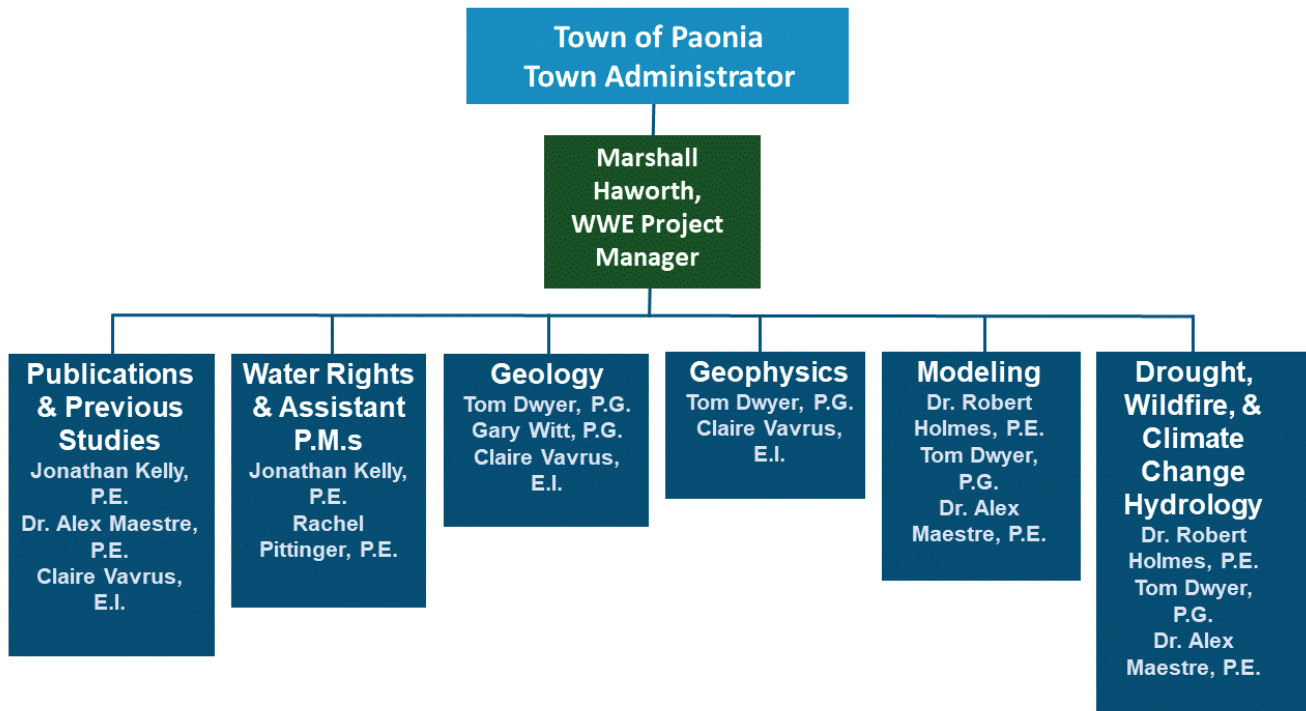 Town of Paonia
Town Administrator
Marshall
Haworth,
WWE Project
Manager
Publications
& Previous
Studies
Jonathan Kelly,
P.E.
Dr. Alex Maestre,
P.E.
Claire Vavrus,
E.I.
Water Rights
& Assistant
P.M.s
Jonathan Kelly,
P.E.
Rachel
Pittinger, P.E.
Geology
Tom Dwyer, P.G.
Gary Witt, P.G.
Claire Vavrus,
E.I.
Geophysics
Tom Dwyer, P.G.
Claire Vavrus,
E.I.
Modeling
Dr. Robert
Holmes, P.E.
Tom Dwyer,
P.G.
Dr. Alex
Maestre, P.E.
Drought,
Wildfire, &
Climate
Change
Hydrology
Dr. Robert
Holmes, P.E.
Tom Dwyer,
P.G.
Dr. Alex
Maestre, P.E.